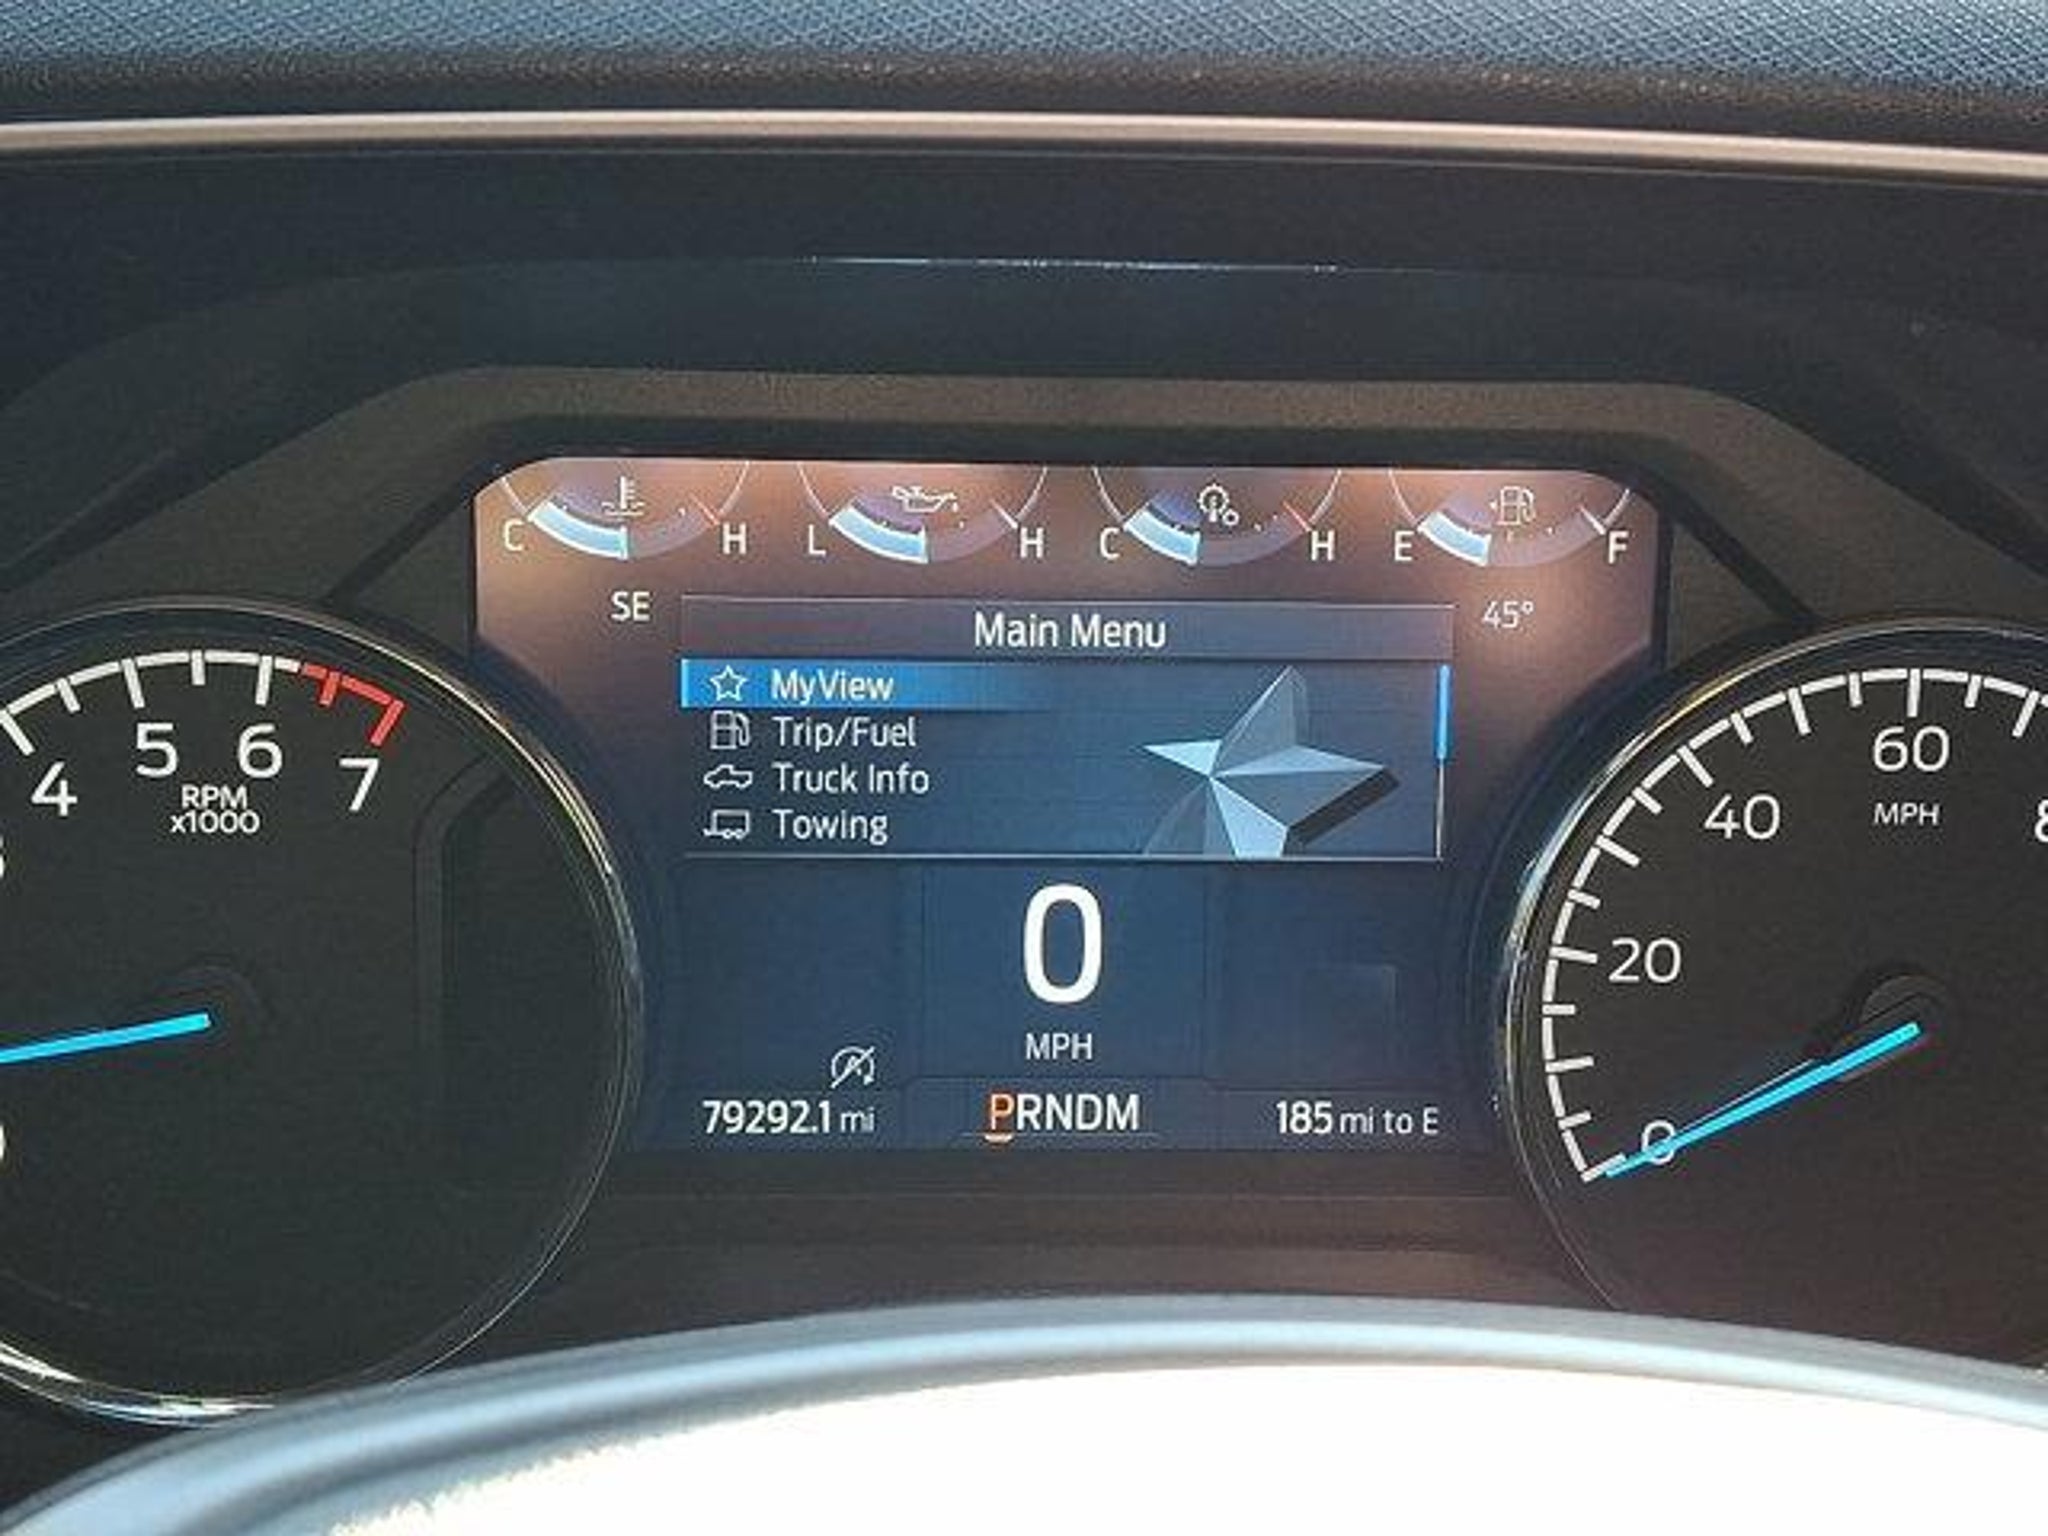 C H L H C H E F
SE
45°
Main Menu
MyView
Trip/Fuel
Truck Info
Towing
0
MPH
79292.1 mi
PRNDM
185 mi to E
4 5 6 7
RPM
x1000
0 20 40 60
MPH